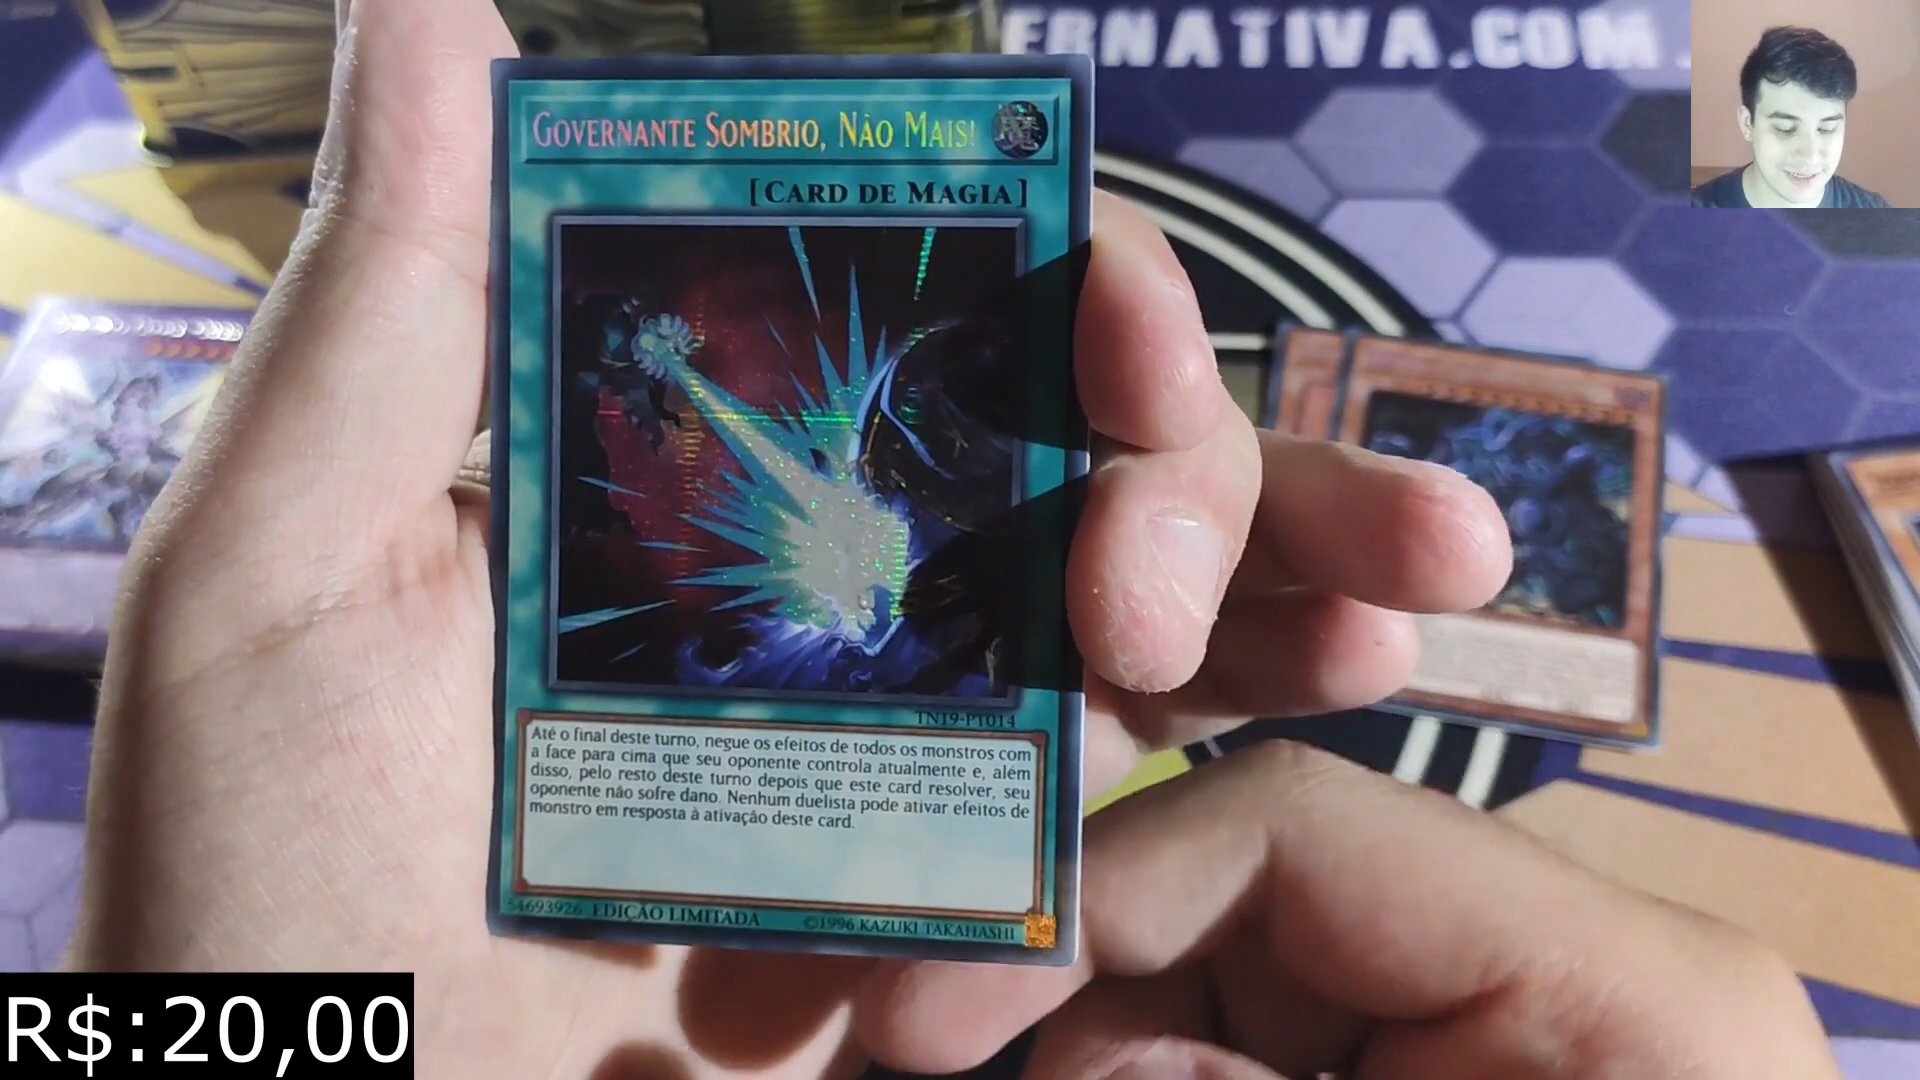 ERNATIVA.COM.
GOVERNANTE SOMBRIO, NÃO MAIS!
魔
[CARD DE MAGIA]
TN19-PT014
Até o final deste turno, negue os efeitos de todos os monstros com
a face para cima que seu oponente controla atualmente e, além
disso, pelo resto deste turno depois que este card resolver, seu
oponente não sofre dano. Nenhum duelista pode ativar efeitos de
monstro em resposta à ativação deste card.
54693926 EDIÇÃO LIMITADA ©1996 KAZUKI TAKAHASHI
R$:20,00